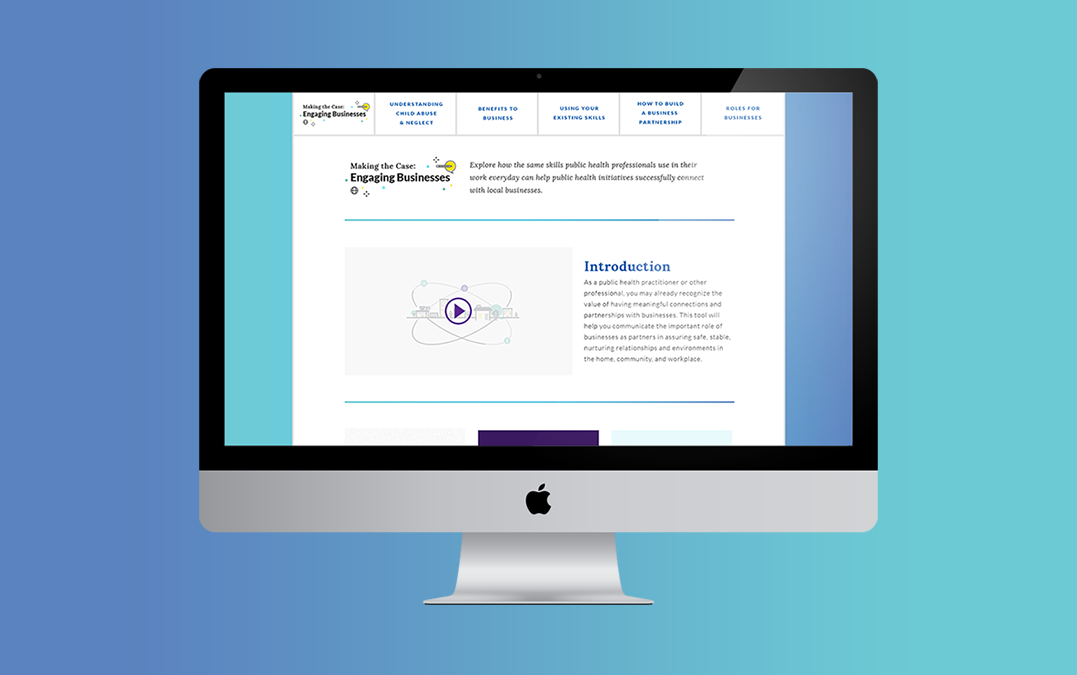 Making the Case:
Engaging Businesses
UNDERSTANDING
CHILD ABUSE
& NEGLECT
BENEFITS TO
BUSINESS
USING YOUR
EXISTING SKILLS
HOW TO BUILD
A BUSINESS
PARTNERSHIP
ROLES FOR
BUSINESSES
Making the Case:
Engaging Businesses
Explore how the same skills public health professionals use in their
work everyday can help public health initiatives successfully connect
with local businesses.
Introduction
As a public health practitioner or other
professional, you may already recognize the
value of having meaningful connections and
partnerships with businesses. This tool will
help you communicate the important role of
businesses as partners in assuring safe, stable,
nurturing relationships and environments in
the home, community, and workplace.